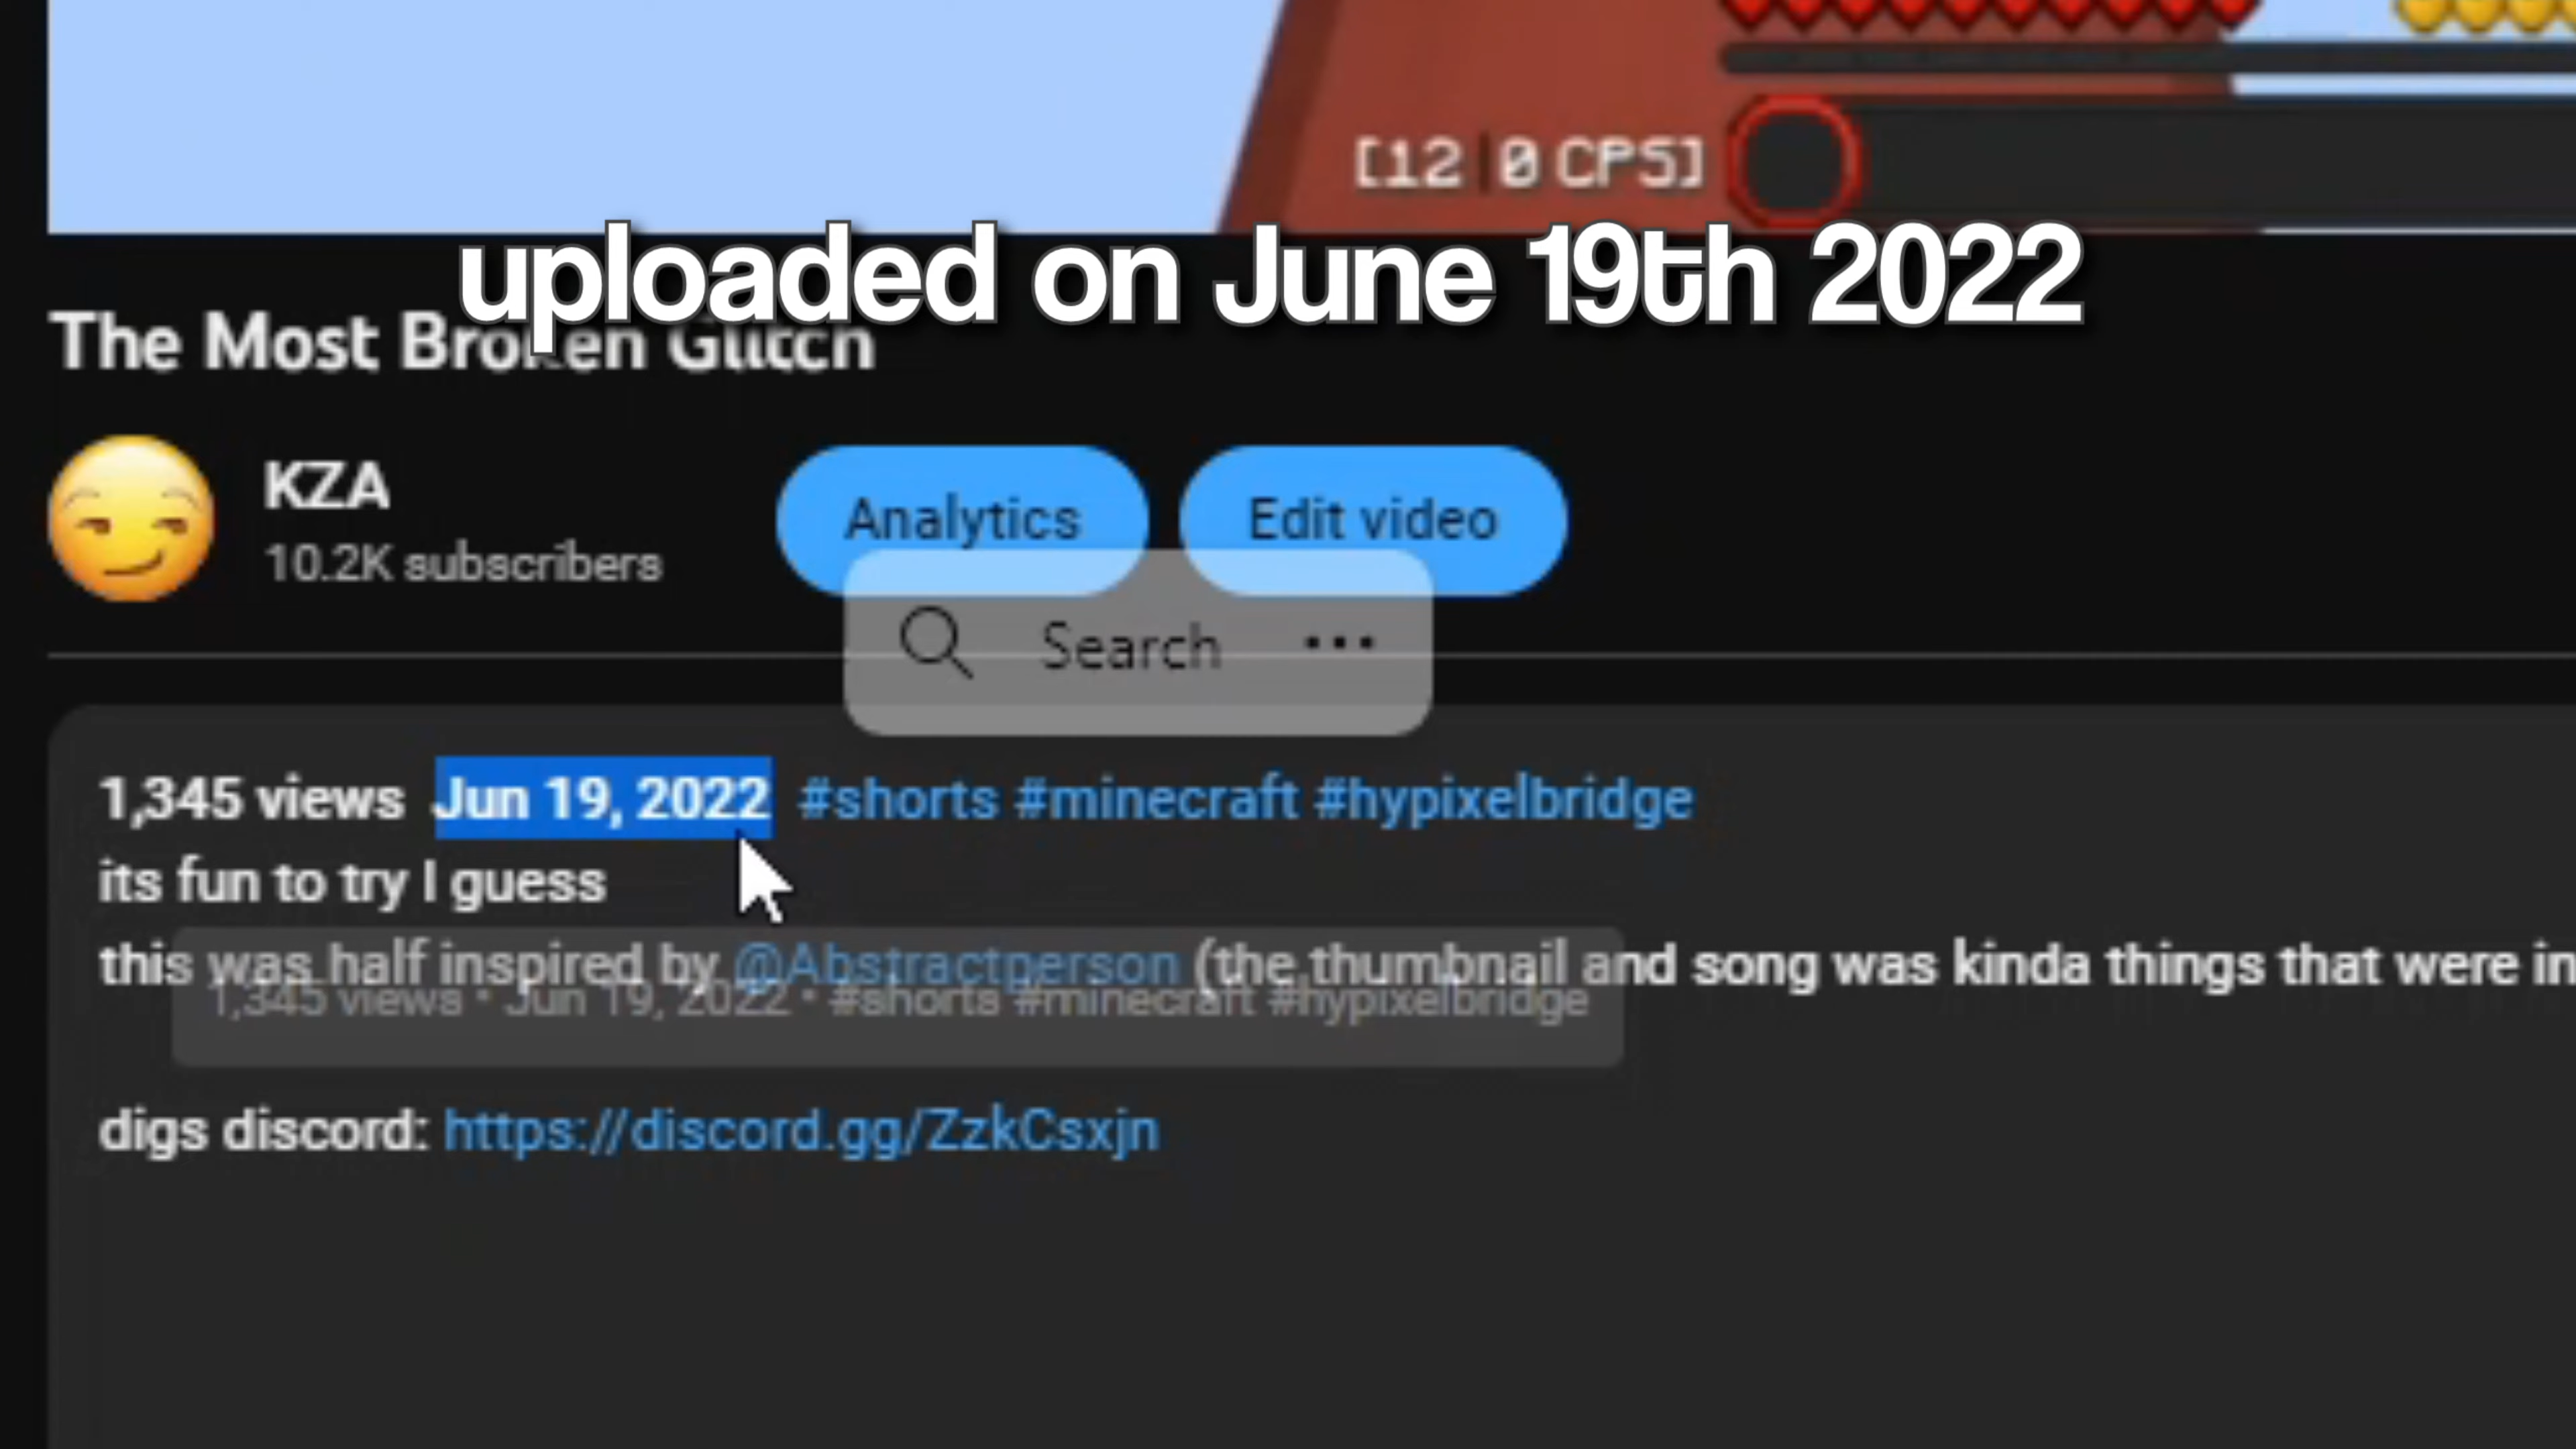 [12 | 0 CPS]
uploaded on June 19th 2022
The Most Broken Glitch
KZA
10.2K subscribers
Analytics
Edit video
Search
1,345 views Jun 19, 2022 #shorts #minecraft #hypixelbridge
its fun to try I guess
this was half inspired by @Abstractperson (the thumbnail and song was kinda things that were in
1,345 views • Jun 19, 2022 • #shorts #minecraft #hypixelbridge
digs discord: https://discord.gg/ZzkCsxjn